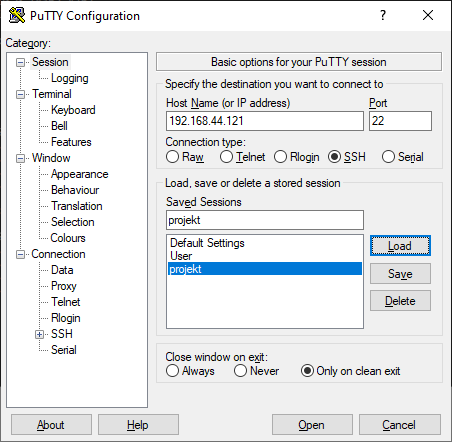 PuTTY Configuration
?
Category:
Session
Logging
Terminal
Keyboard
Bell
Features
Window
Appearance
Behaviour
Translation
Selection
Colours
Connection
Data
Proxy
Telnet
Rlogin
SSH
Serial
Basic options for your PuTTY session
Specify the destination you want to connect to
Host Name (or IP address) Port
192.168.44.121 22
Connection type:
Raw Telnet Rlogin SSH Serial
Load, save or delete a stored session
Saved Sessions
projekt
Default Settings
User
projekt
Load
Save
Delete
Close window on exit:
Always Never Only on clean exit
About Help Open Cancel